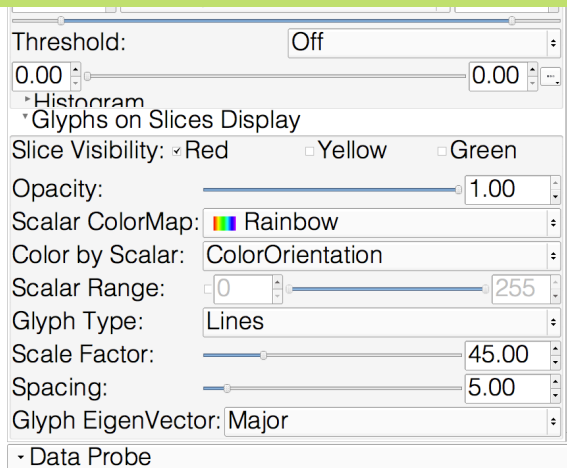 Threshold: Off
0.00 0.00 ...
Histogram
Glyphs on Slices Display
Slice Visibility: Red Yellow Green
Opacity: 1.00
Scalar ColorMap: Rainbow
Color by Scalar: ColorOrientation
Scalar Range: 0 255
Glyph Type: Lines
Scale Factor: 45.00
Spacing: 5.00
Glyph EigenVector: Major
Data Probe